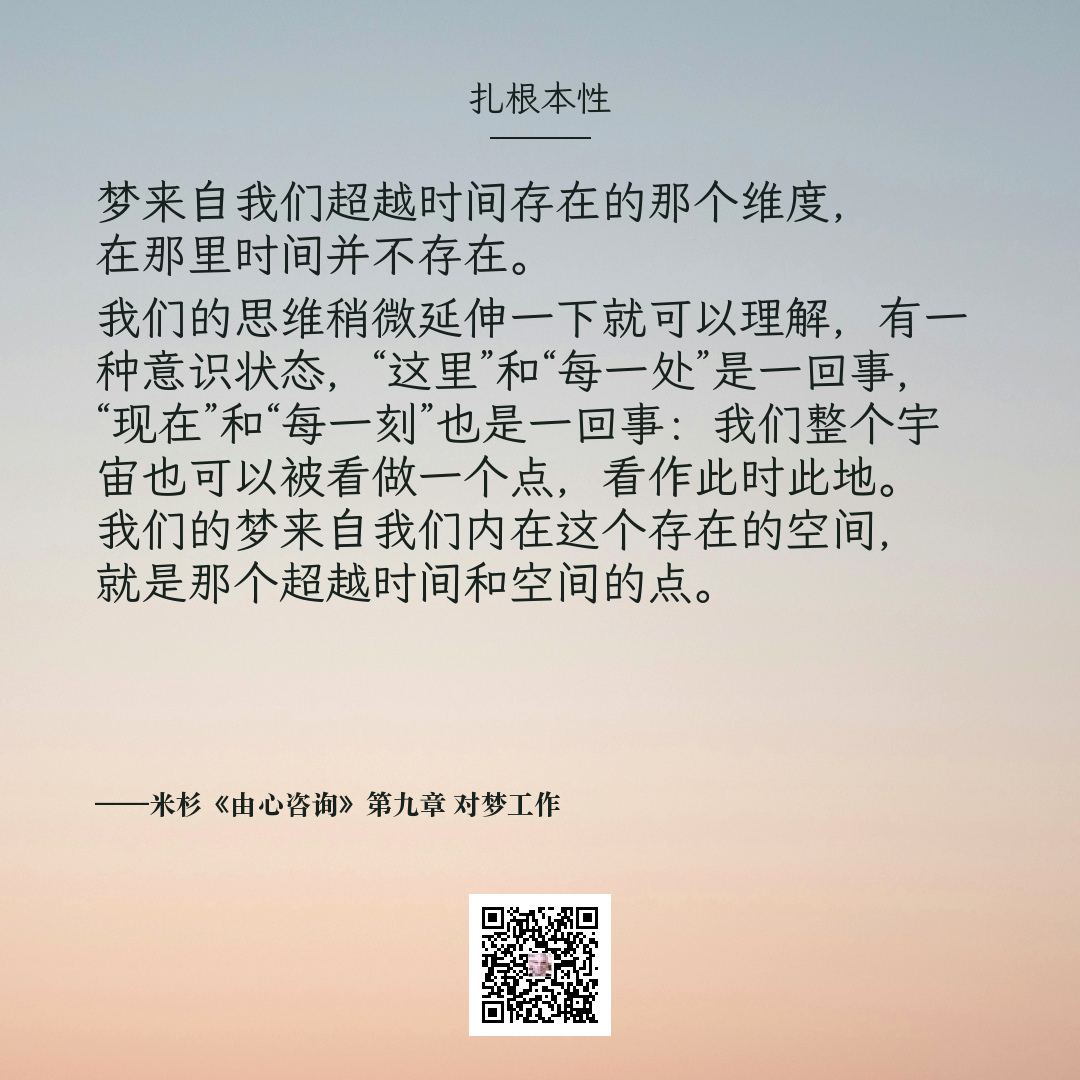 扎根本性
梦来自我们超越时间存在的那个维度，
在那里时间并不存在。
我们的思维稍微延伸一下就可以理解，有一
种意识状态，“这里”和“每一处”是一回事，
“现在”和“每一刻”也是一回事：我们整个宇
宙也可以被看做一个点，看作此时此地。
我们的梦来自我们内在这个存在的空间，
就是那个超越时间和空间的点。
——米杉《由心咨询》第九章 对梦工作